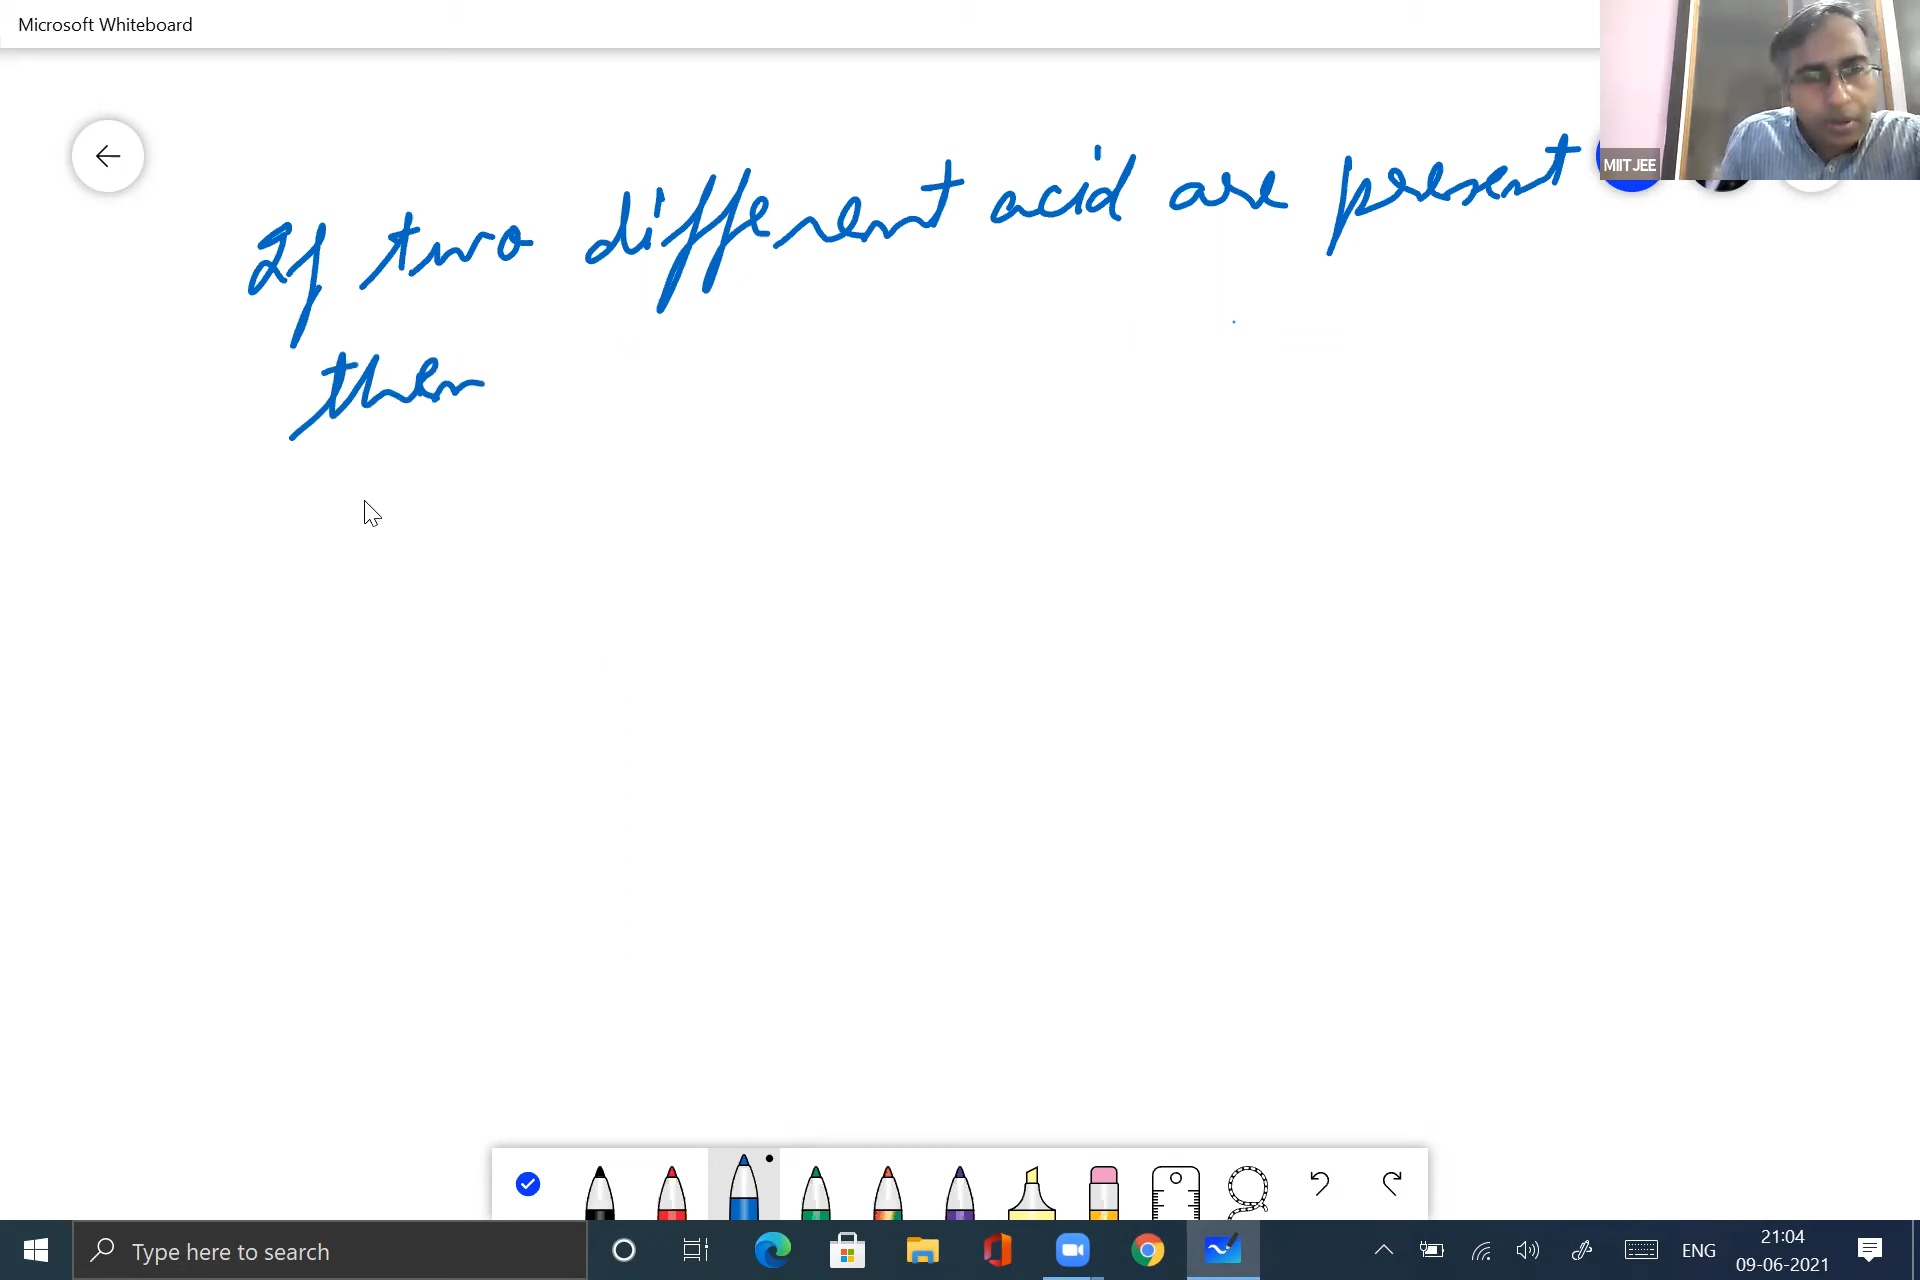 Microsoft Whiteboard
MIIT JEE
If two different acid are present
then
Type here to search
ENG
21:04
09-06-2021